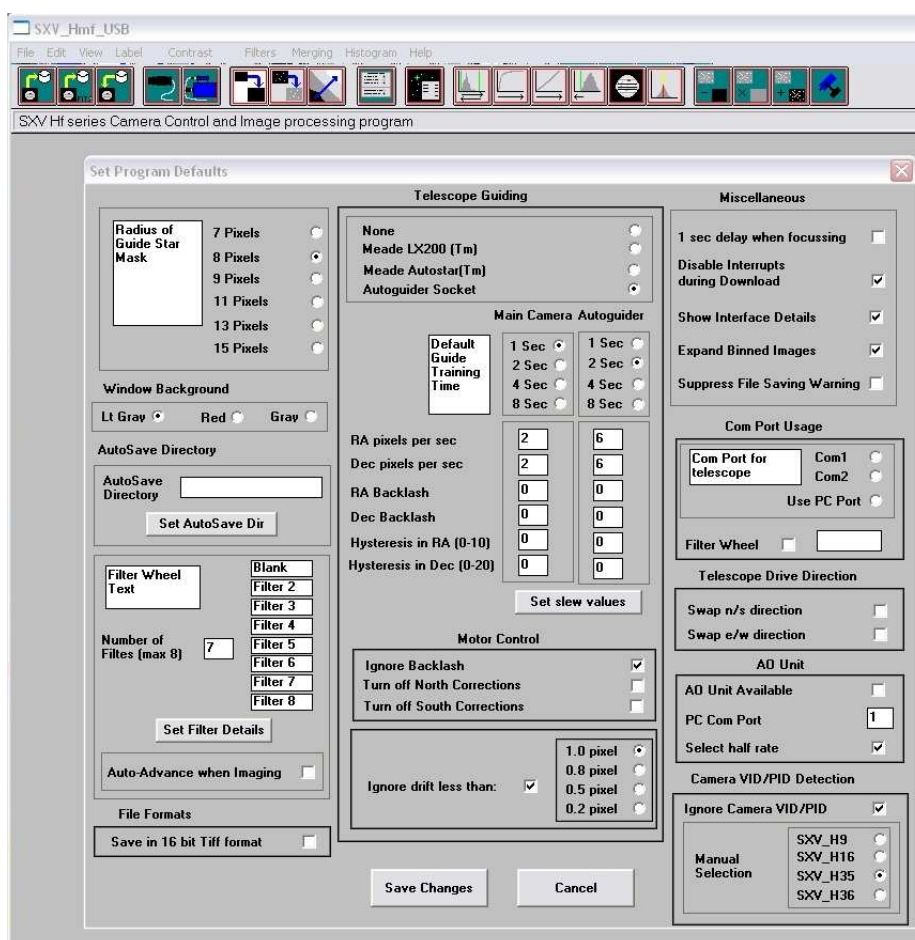 SXV_Hmf_USB
File Edit View Label Contrast Filters Merging Histogram Help
SXV Hf series Camera Control and Image processing program
Set Program Defaults
Radius of
Guide Star
Mask
7 Pixels
8 Pixels
9 Pixels
11 Pixels
13 Pixels
15 Pixels
Window Background
Lt Gray Red Gray
AutoSave Directory
AutoSave
Directory
Set AutoSave Dir
Filter Wheel
Text
Blank
Filter 2
Filter 3
Filter 4
Filter 5
Filter 6
Filter 7
Filter 8
Number of
Filtes (max 8)
7
Set Filter Details
Auto-Advance when Imaging
File Formats
Save in 16 bit Tiff format
Telescope Guiding
None
Meade LX200 (Tm)
Meade Autostar(Tm)
Autoguider Socket
Main Camera Autoguider
Default
Guide
Training
Time
1 Sec 1 Sec
2 Sec 2 Sec
4 Sec 4 Sec
8 Sec 8 Sec
RA pixels per sec 2 6
Dec pixels per sec 2 6
RA Backlash 0 0
Dec Backlash 0 0
Hysteresis in RA (0-10) 0 0
Hysteresis in Dec (0-20) 0 0
Set slew values
Motor Control
Ignore Backlash
Turn off North Corrections
Turn off South Corrections
Ignore drift less than:
1.0 pixel
0.8 pixel
0.5 pixel
0.2 pixel
Save Changes Cancel
Miscellaneous
1 sec delay when focussing
Disable Interrupts
during Download
Show Interface Details
Expand Binned Images
Suppress File Saving Warning
Com Port Usage
Com Port for
telescope
Com1
Com2
Use PC Port
Filter Wheel
Telescope Drive Direction
Swap n/s direction
Swap e/w direction
AO Unit
AO Unit Available
PC Com Port 1
Select half rate
Camera VID/PID Detection
Ignore Camera VID/PID
Manual
Selection
SXV_H9
SXV_H16
SXV_H35
SXV_H36